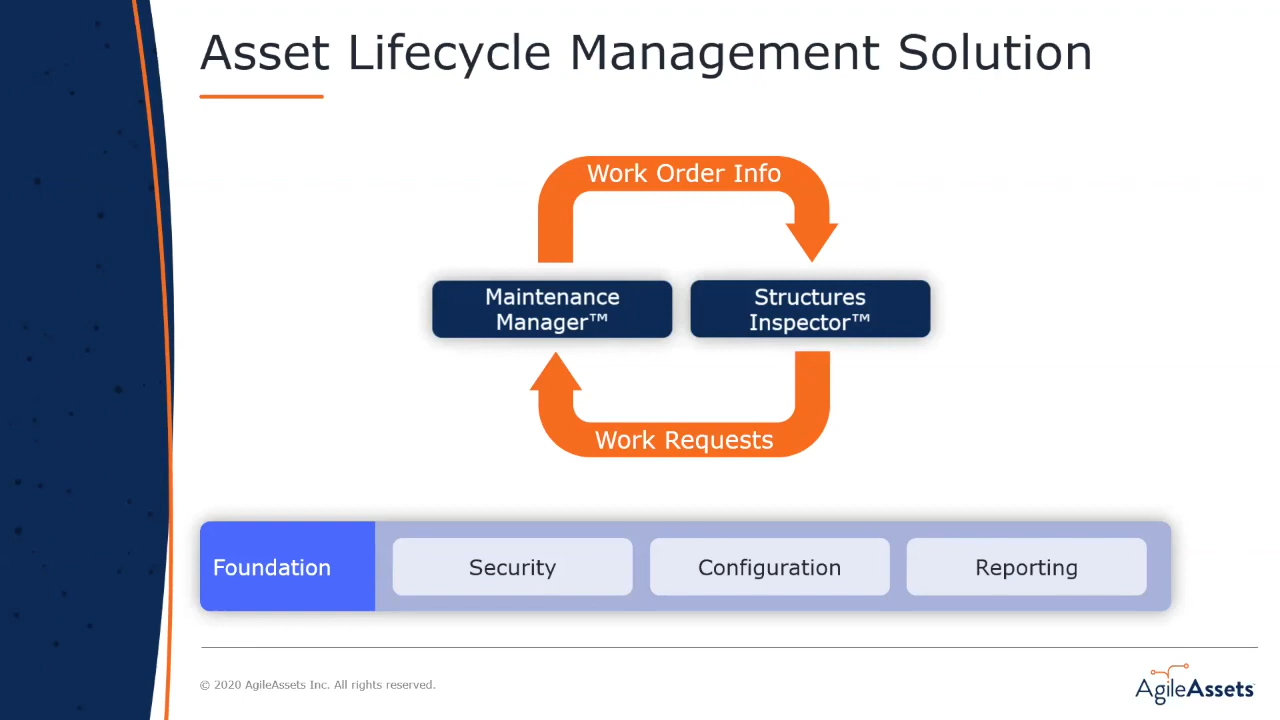 Asset Lifecycle Management Solution
Work Order Info
Maintenance
Manager™
Structures
Inspector™
Work Requests
Foundation
Security
Configuration
Reporting
© 2020 AgileAssets Inc. All rights reserved.
AgileAssets